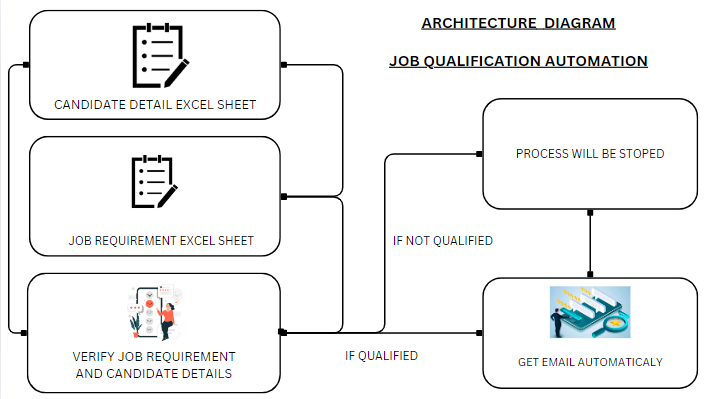 ARCHITECTURE DIAGRAM
JOB QUALIFICATION AUTOMATION
CANDIDATE DETAIL EXCEL SHEET
JOB REQUIREMENT EXCEL SHEET
VERIFY JOB REQUIREMENT
AND CANDIDATE DETAILS
PROCESS WILL BE STOPED
IF NOT QUALIFIED
IF QUALIFIED
GET EMAIL AUTOMATICALY